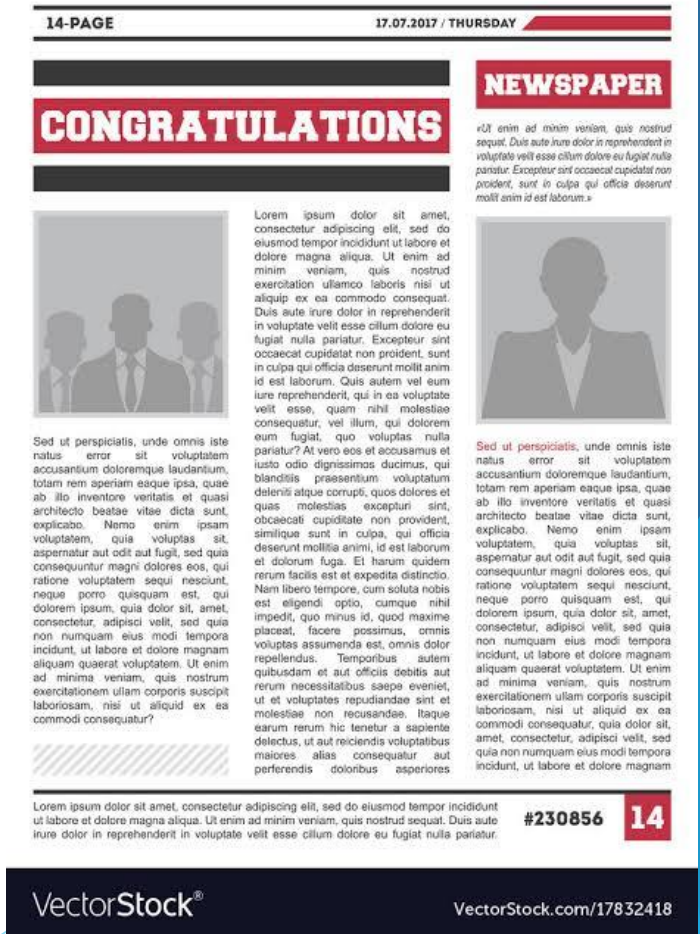 14-PAGE
17.07.2017 / THURSDAY
CONGRATULATIONS
Lorem ipsum dolor sit amet,
consectetur adipiscing elit, sed do
eiusmod tempor incididunt ut labore et
dolore magna aliqua. Ut enim ad
minim veniam, quis nostrud
exercitation ullamco laboris nisi ut
aliquip ex ea commodo consequat.
Duis aute irure dolor in reprehenderit
in voluptate velit esse cillum dolore eu
fugiat nulla pariatur. Excepteur sint
occaecat cupidatat non proident, sunt
in culpa qui officia deserunt mollit anim
id est laborum. Quis autem vel eum
iure reprehenderit, qui in ea voluptate
velit esse, quam nihil molestiae
consequatur, vel illum, qui dolorem
eum fugiat, quo voluptas nulla
pariatur? At vero eos et accusamus et
iusto odio dignissimos ducimus, qui
blanditiis praesentium voluptatum
deleniti atque corrupti, quos dolores et
quas molestias excepturi sint,
obcaecati cupiditate non provident,
similique sunt in culpa, qui officia
deserunt mollitia animi, id est laborum
et dolorum fuga. Et harum quidem
rerum facilis est et expedita distinctio.
Nam libero tempore, cum soluta nobis
est eligendi optio, cumque nihil
impedit, quo minus id, quod maxime
placeat, facere possimus, omnis
voluptas assumenda est, omnis dolor
repellendus. Temporibus autem
quibusdam et aut officiis debitis aut
rerum necessitatibus saepe eveniet,
ut et voluptates repudiandae sint et
molestiae non recusandae. Itaque
earum rerum hic tenetur a sapiente
delectus, ut aut reiciendis voluptatibus
maiores alias consequatur aut
perferendis doloribus asperiores
Sed ut perspiciatis, unde omnis iste
natus error sit voluptatem
accusantium doloremque laudantium,
totam rem aperiam eaque ipsa, quae
ab illo inventore veritatis et quasi
architecto beatae vitae dicta sunt,
explicabo. Nemo enim ipsam
voluptatem, quia voluptas sit,
aspernatur aut odit aut fugit, sed quia
consequuntur magni dolores eos, qui
ratione voluptatem sequi nesciunt,
neque porro quisquam est, qui
dolorem ipsum, quia dolor sit, amet,
consectetur, adipisci velit, sed quia
non numquam eius modi tempora
incidunt, ut labore et dolore magnam
aliquam quaerat voluptatem. Ut enim
ad minima veniam, quis nostrum
exercitationem ullam corporis suscipit
laboriosam, nisi ut aliquid ex ea
commodi consequatur?
NEWSPAPER
«Ut enim ad minim veniam, quis nostrud
sequat. Duis aute irure dolor in reprehenderit in
voluptate velit esse cillum dolore eu fugiat nulla
pariatur. Excepteur sint occaecat cupidatat non
proident, sunt in culpa qui officia deserunt
mollit anim id est laborum.»
Sed ut perspiciatis, unde omnis iste
natus error sit voluptatem
accusantium doloremque laudantium,
totam rem aperiam eaque ipsa, quae
ab illo inventore veritatis et quasi
architecto beatae vitae dicta sunt,
explicabo. Nemo enim ipsam
voluptatem, quia voluptas sit,
aspernatur aut odit aut fugit, sed quia
consequuntur magni dolores eos, qui
ratione voluptatem sequi nesciunt,
neque porro quisquam est, qui
dolorem ipsum, quia dolor sit, amet,
consectetur, adipisci velit, sed quia
non numquam eius modi tempora
incidunt, ut labore et dolore magnam
aliquam quaerat voluptatem. Ut enim
ad minima veniam, quis nostrum
exercitationem ullam corporis suscipit
laboriosam, nisi ut aliquid ex ea
commodi consequatur, quia dolor sit,
amet, consectetur, adipisci velit, sed
quia non numquam eius modi tempora
incidunt, ut labore et dolore magnam
Lorem ipsum dolor sit amet, consectetur adipiscing elit, sed do eiusmod tempor incididunt
ut labore et dolore magna aliqua. Ut enim ad minim veniam, quis nostrud sequat. Duis aute
irure dolor in reprehenderit in voluptate velit esse cillum dolore eu fugiat nulla pariatur.
#230856
14
VectorStock®
VectorStock.com/17832418